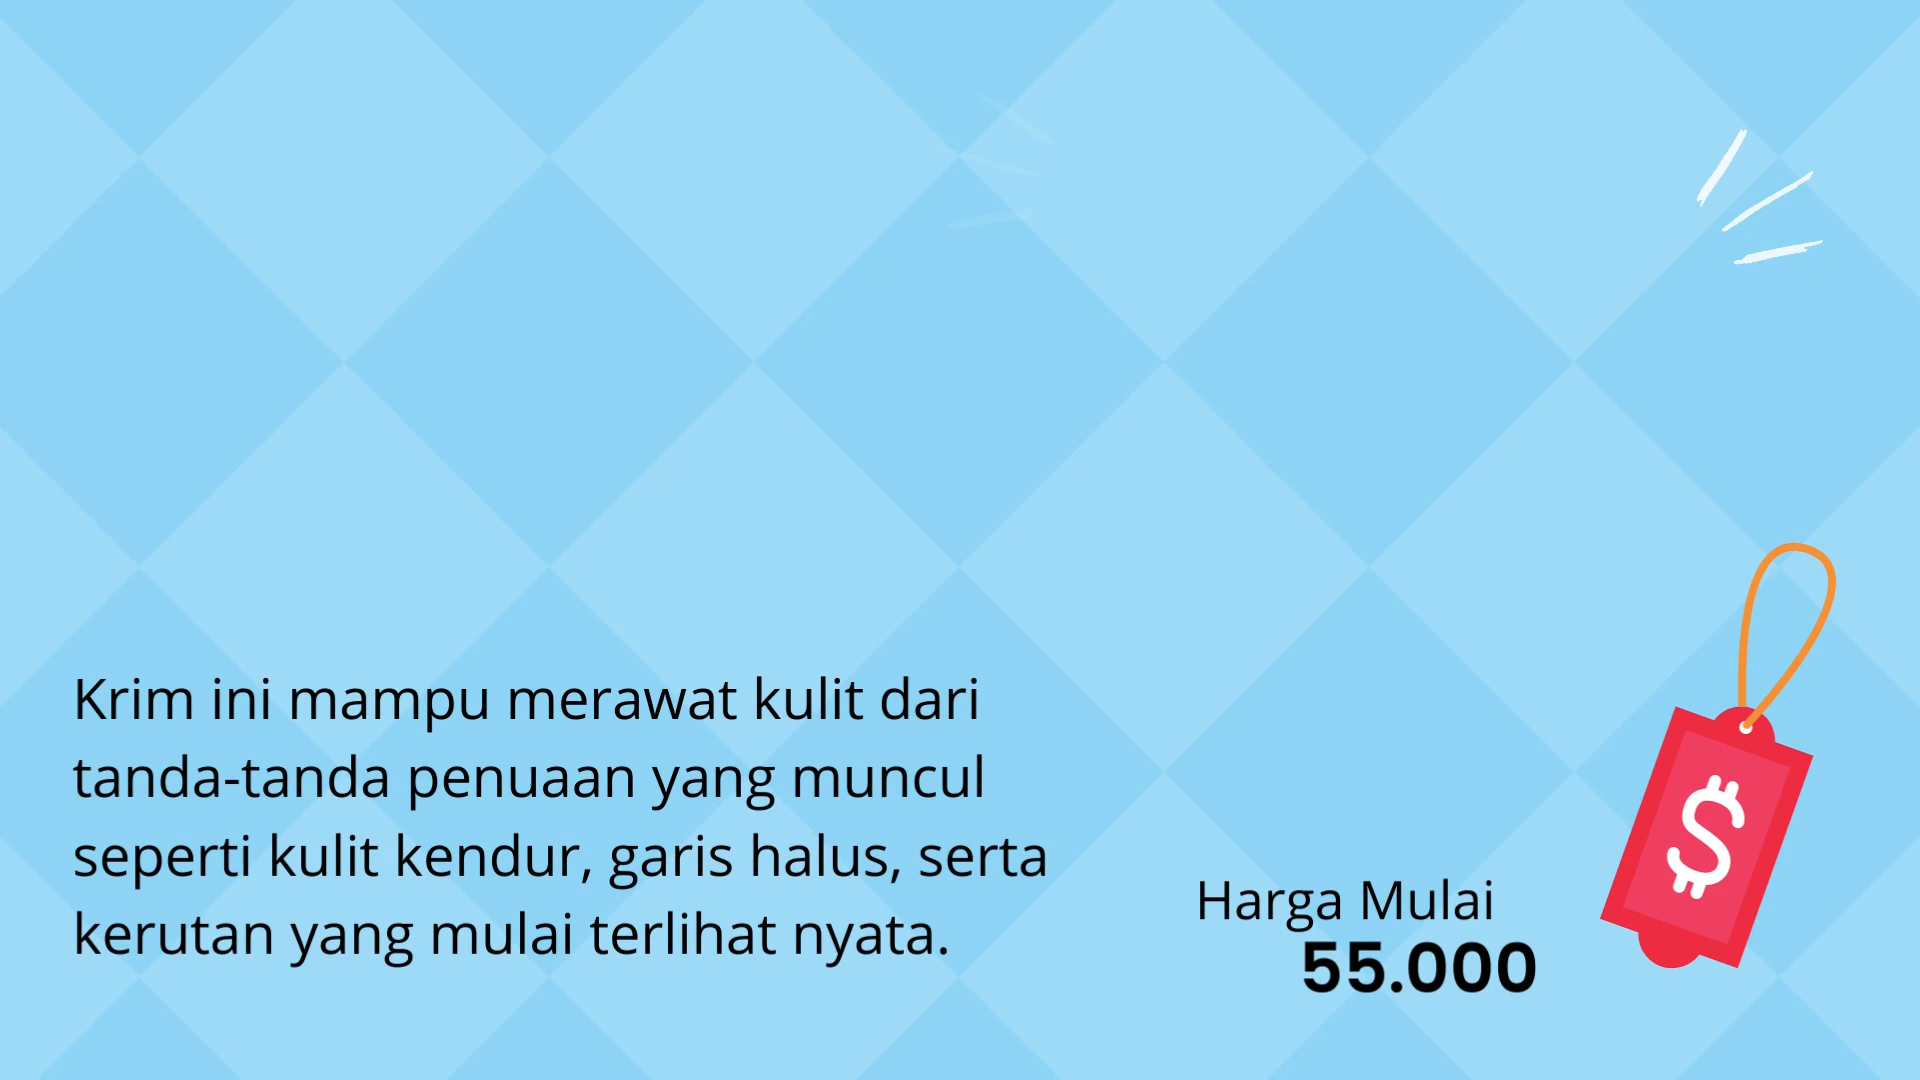 Krim ini mampu merawat kulit dari
tanda-tanda penuaan yang muncul
seperti kulit kendur, garis halus, serta
kerutan yang mulai terlihat nyata.
Harga Mulai
55.000
$